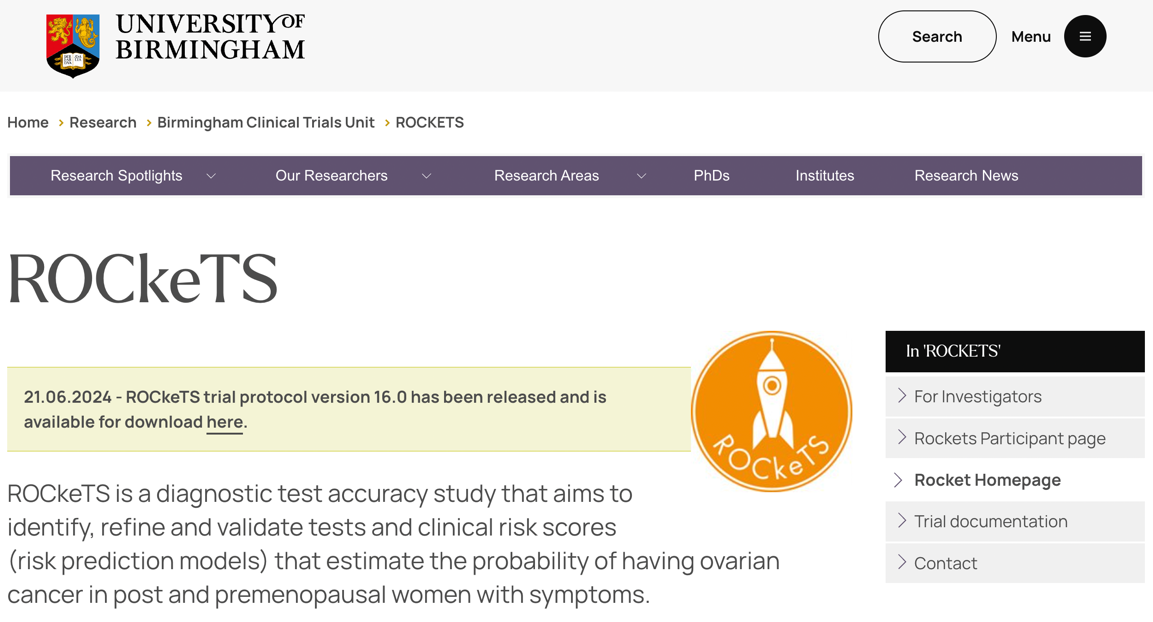 UNIVERSITY OF
BIRMINGHAM
Search
Menu
Home > Research > Birmingham Clinical Trials Unit > ROCKETS
Research Spotlights
Our Researchers
Research Areas
PhDs
Institutes
Research News
ROCkeTS
21.06.2024 - ROCkeTS trial protocol version 16.0 has been released and is
available for download here.
ROCkeTS
ROCkeTS is a diagnostic test accuracy study that aims to
identify, refine and validate tests and clinical risk scores
(risk prediction models) that estimate the probability of having ovarian
cancer in post and premenopausal women with symptoms.
In 'ROCKETS'
For Investigators
Rockets Participant page
Rocket Homepage
Trial documentation
Contact